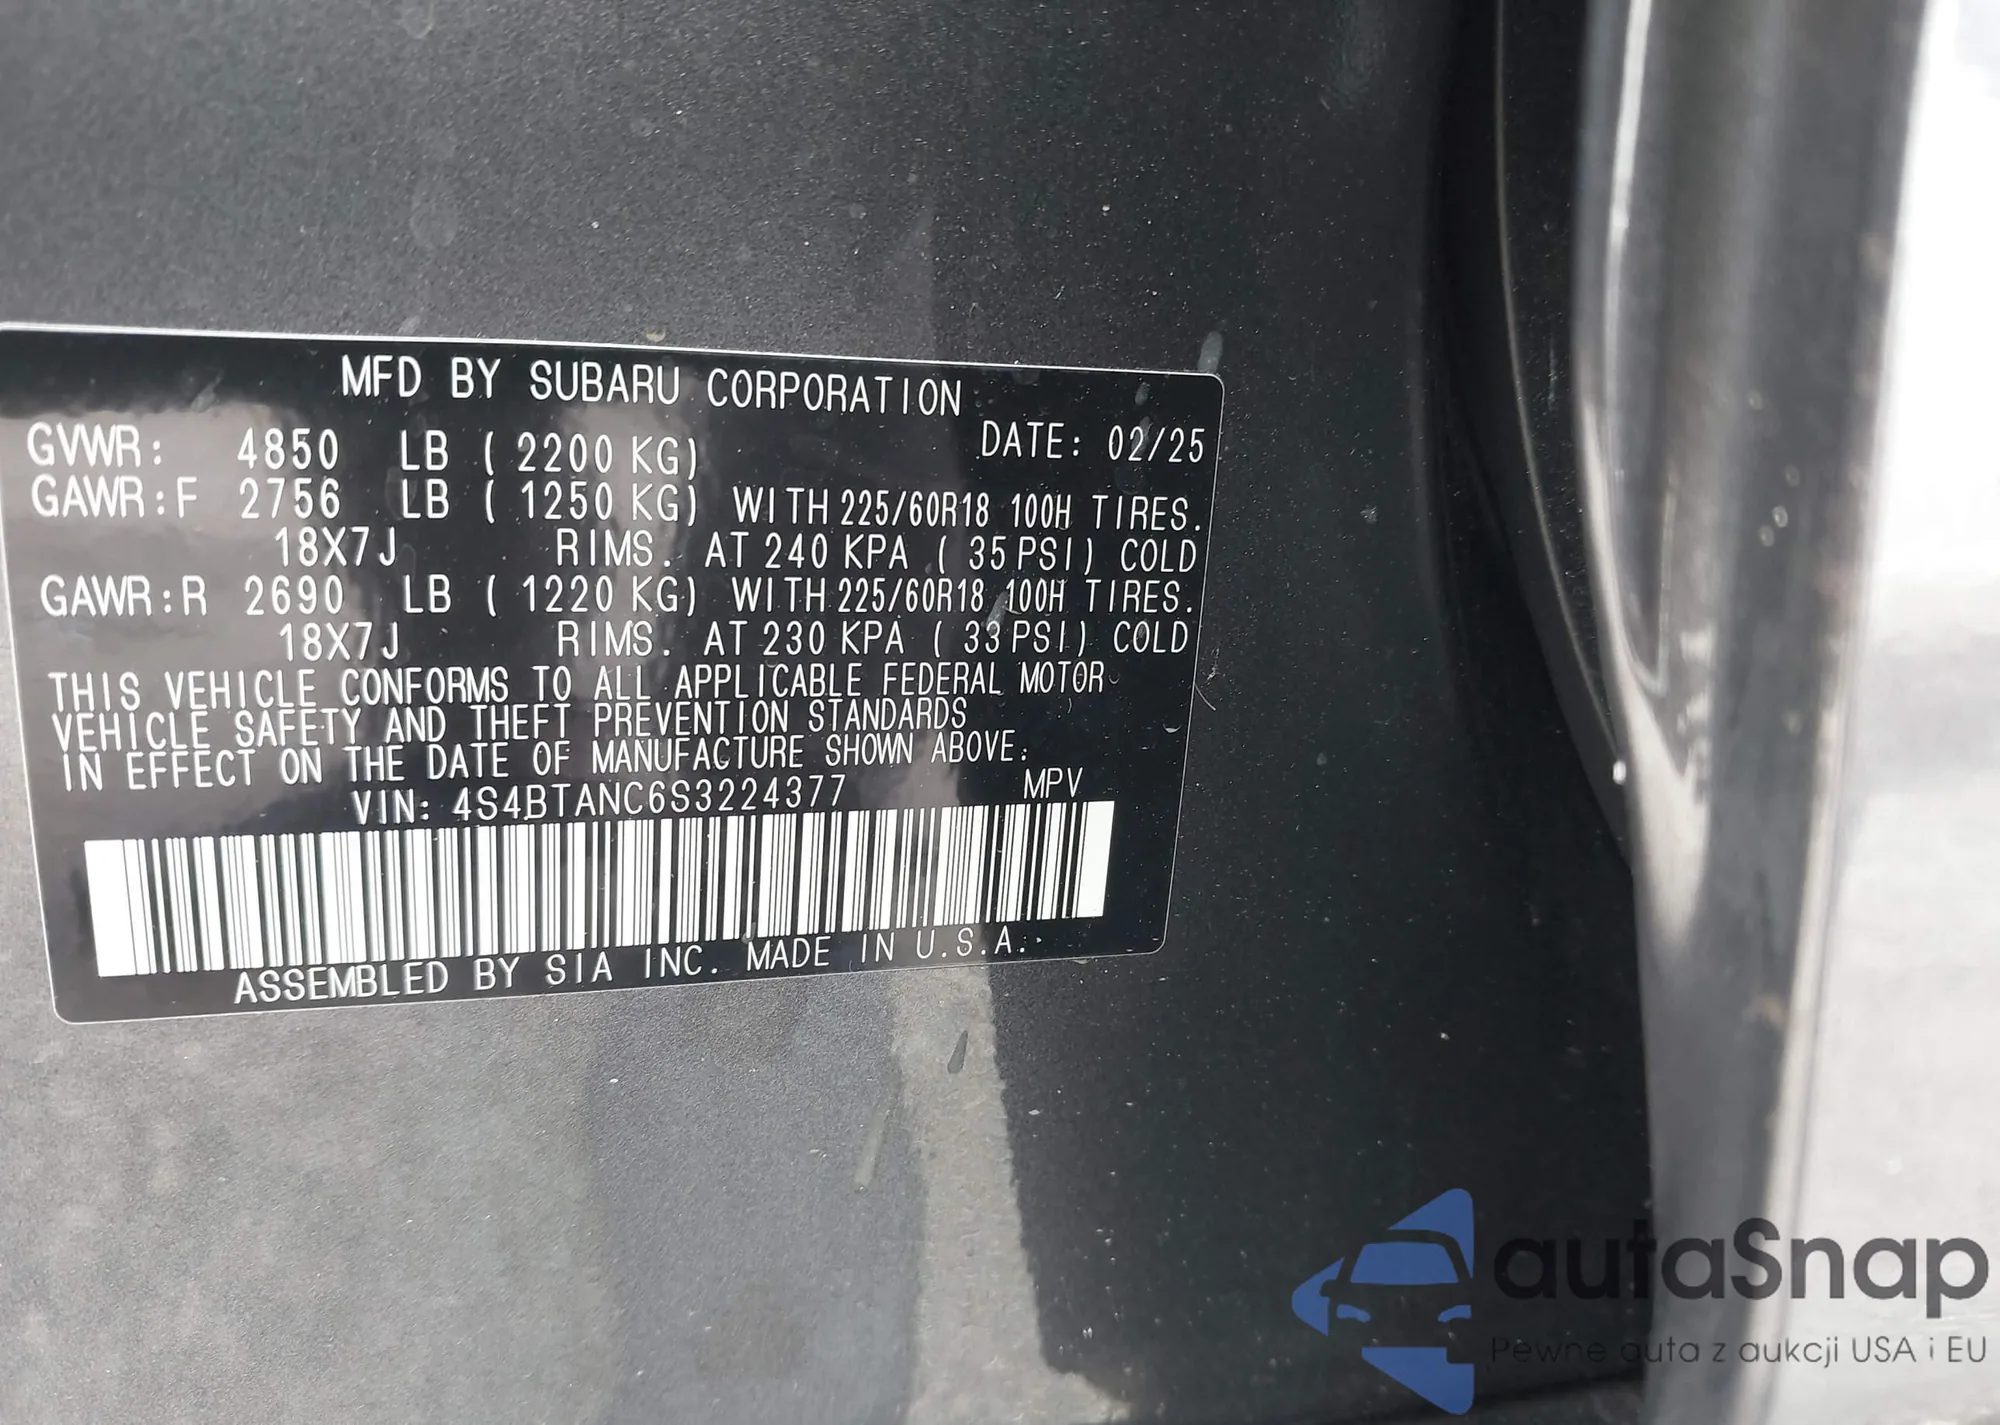 MFD BY SUBARU CORPORATION
GVWR: 4850 LB ( 2200 KG) DATE: 02/25
GAWR:F 2756 LB ( 1250 KG) WITH 225/60R18 100H TIRES.
18X7J RIMS. AT 240 KPA ( 35 PSI) COLD
GAWR:R 2690 LB ( 1220 KG) WITH 225/60R18 100H TIRES.
18X7J RIMS. AT 230 KPA ( 33 PSI) COLD
THIS VEHICLE CONFORMS TO ALL APPLICABLE FEDERAL MOTOR
VEHICLE SAFETY AND THEFT PREVENTION STANDARDS
IN EFFECT ON THE DATE OF MANUFACTURE SHOWN ABOVE.
VIN: 4S4BTANC6S3224377 MPV
ASSEMBLED BY SIA INC. MADE IN U.S.A.
autaSnap
Pewne auta z aukcji USA i EU